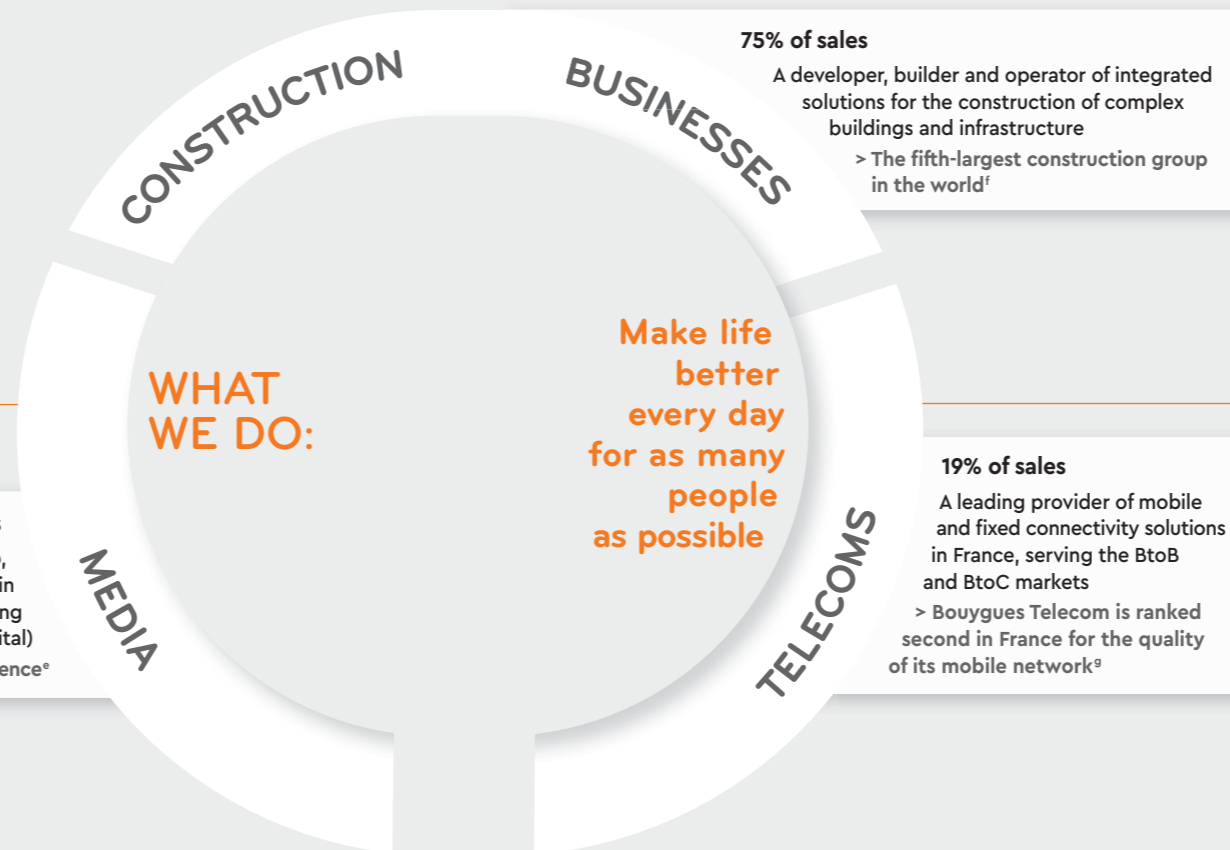 CONSTRUCTION BUSINESSES
75% of sales
A developer, builder and operator of integrated
solutions for the construction of complex
buildings and infrastructure
> The fifth-largest construction group
in the worldᶠ
WHAT
WE DO:
Make life
better
every day
for as many
people
as possible
TELECOMS
19% of sales
A leading provider of mobile
and fixed connectivity solutions
in France, serving the BtoB
and BtoC markets
> Bouygues Telecom is ranked
second in France for the quality
of its mobile networkᵍ
MEDIA
in